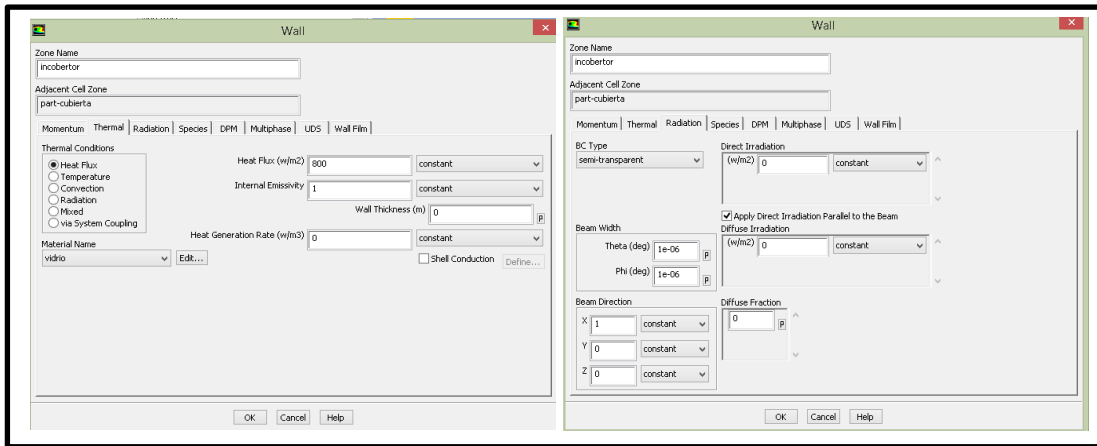 Wall
Zone Name
incobertor
Adjacent Cell Zone
part-cubierta
Momentum Thermal Radiation Species DPM Multiphase UDS Wall Film
Thermal Conditions
Heat Flux
Temperature
Convection
Radiation
Mixed
via System Coupling
Heat Flux (w/m2) 800 constant
Internal Emissivity 1 constant
Wall Thickness (m) 0 P
Heat Generation Rate (w/m3) 0 constant
Material Name
vidrio Edit...
Shell Conduction Define...
OK Cancel Help
Wall
Zone Name
incobertor
Adjacent Cell Zone
part-cubierta
Momentum Thermal Radiation Species DPM Multiphase UDS Wall Film
BC Type
semi-transparent
Direct Irradiation
(w/m2) 0 constant
Apply Direct Irradiation Parallel to the Beam
Beam Width
Theta (deg) 1e-06 P
Phi (deg) 1e-06 P
Diffuse Irradiation
(w/m2) 0 constant
Beam Direction
X 1 constant
Y 0 constant
Z 0 constant
Diffuse Fraction
0 P
OK Cancel Help